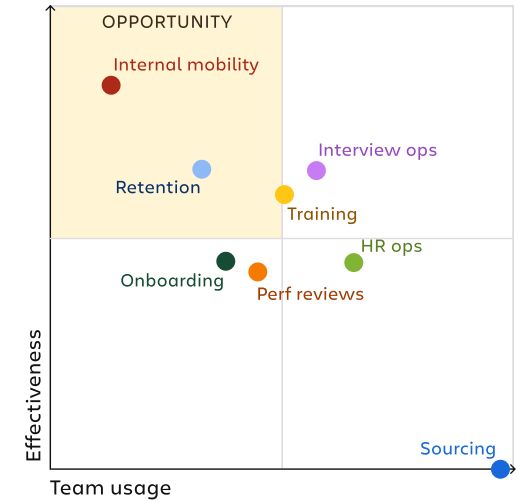 OPPORTUNITY
Internal mobility
Interview ops
Retention
Training
HR ops
Onboarding
Perf reviews
Effectiveness
Sourcing
Team usage